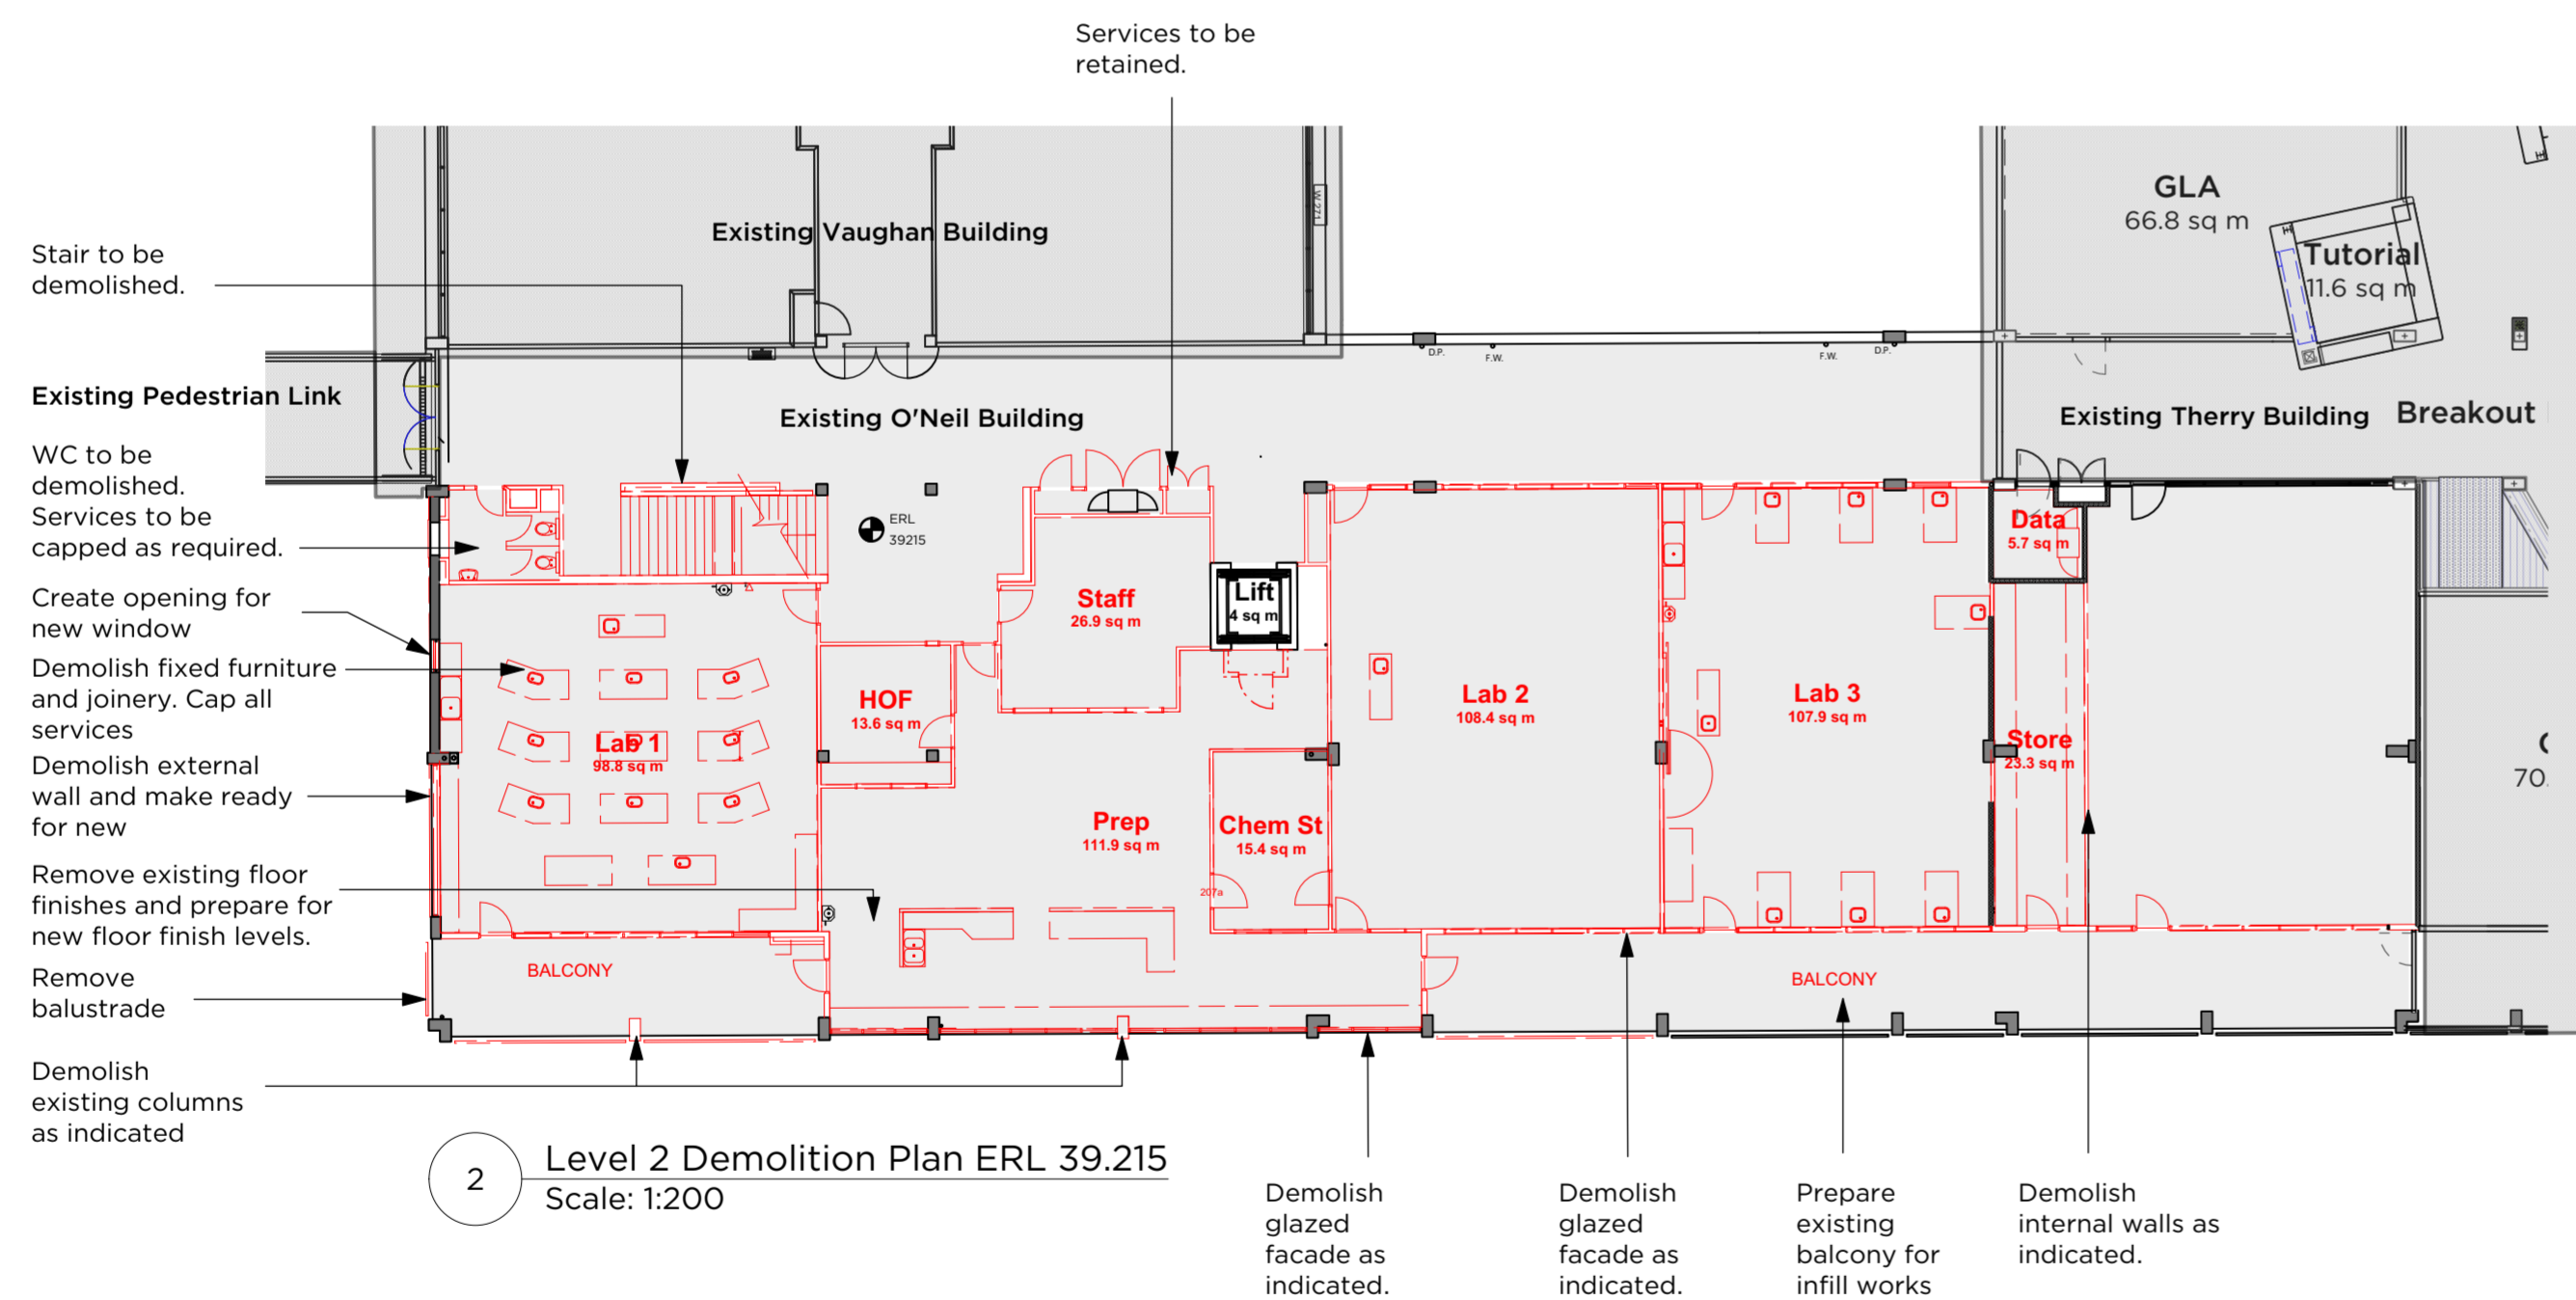 Services to be
retained.
Existing Vaughan Building
W 271
GLA
66.8 sq m
Tutorial
11.6 sq m
Stair to be
demolished.
D.P.
F.W.
F.W.
D.P.
Existing Pedestrian Link
Existing O'Neil Building
Existing Therry Building
Breakout
WC to be
demolished.
Services to be
capped as required.
ERL
39215
Data
5.7 sq m
Create opening for
new window
Staff
26.9 sq m
Lift
4 sq m
Demolish fixed furniture
and joinery. Cap all
services
HOF
13.6 sq m
Lab 2
108.4 sq m
Lab 3
107.9 sq m
Lab 1
98.8 sq m
Store
23.3 sq m
70.
Demolish external
wall and make ready
for new
Prep
111.9 sq m
Chem St
15.4 sq m
207a
Remove existing floor
finishes and prepare for
new floor finish levels.
BALCONY
BALCONY
Remove
balustrade
Demolish
existing columns
as indicated
2
Level 2 Demolition Plan ERL 39.215
Scale: 1:200
Demolish
glazed
facade as
indicated.
Demolish
glazed
facade as
indicated.
Prepare
existing
balcony for
infill works
Demolish
internal walls as
indicated.